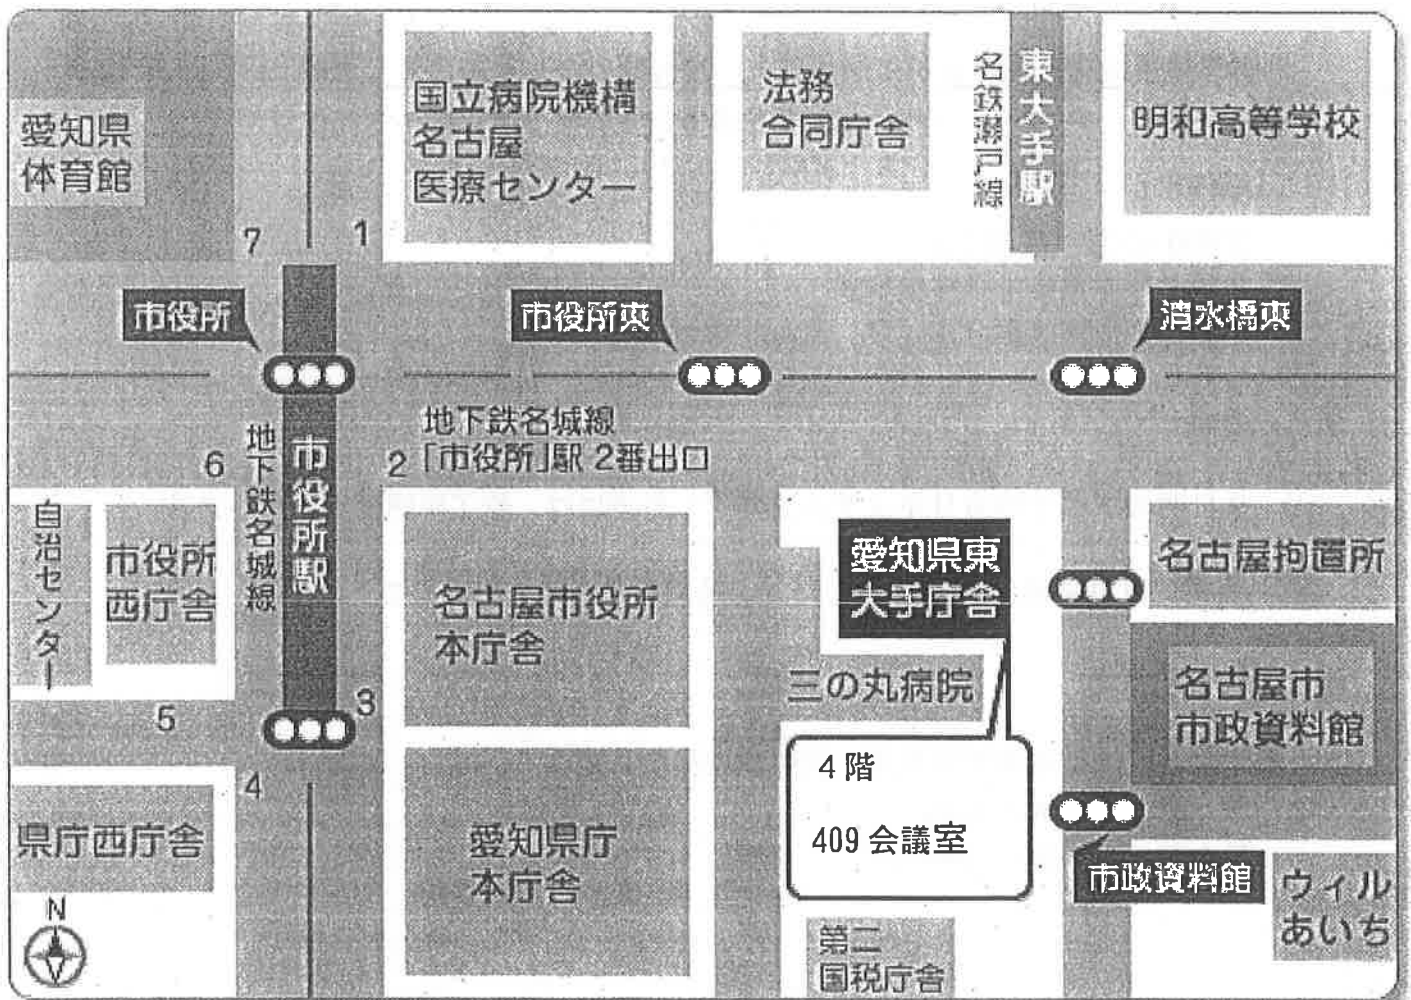 愛知県
体育館
国立病院機構
名古屋
医療センター
法務
合同庁舎
名鉄瀬戸線
東大手駅
明和高等学校
7
1
市役所
市役所東
清水橋東
地下鉄名城線
「市役所」駅 2番出口
6
2
地下鉄名城線
市役所駅
自治センター
市役所
西庁舎
名古屋市役所
本庁舎
愛知県東
大手庁舎
名古屋拘置所
三の丸病院
名古屋市
市政資料館
5
3
4
4階
409 会議室
県庁西庁舎
愛知県庁
本庁舎
市政資料館
ウィル
あいち
第二
国税庁舎
N